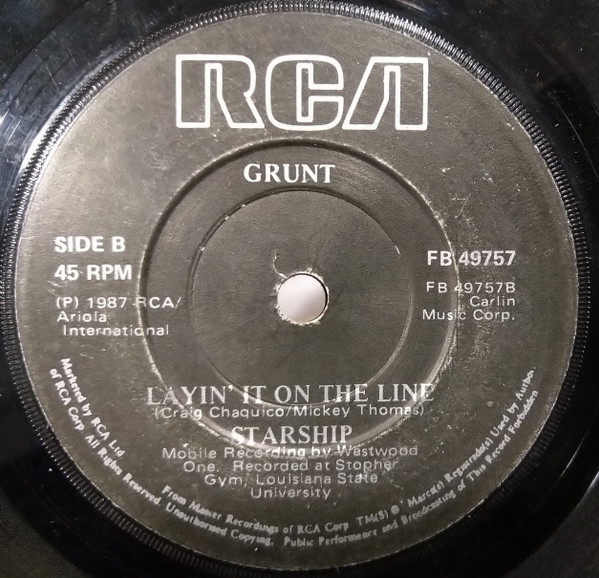 RCA
GRUNT
SIDE B
45 RPM
(P) 1987 RCA/
Ariola
International
FB 49757
FB 49757B
Carlin
Music Corp.
LAYIN' IT ON THE LINE
(Craig Chaquico/Mickey Thomas)
STARSHIP
Mobile Recording by Westwood
One. Recorded at Stopher
Gym, Louisiana State
University
Marketed by RCA Ltd
of RCA Corp All Rights Reserved
From Master Recordings of RCA Corp TM(S) ® Marca(s) Registrada(s) Used by Author.
Unauthorised Copying, Public Performance and Broadcasting of This Record Forbidden